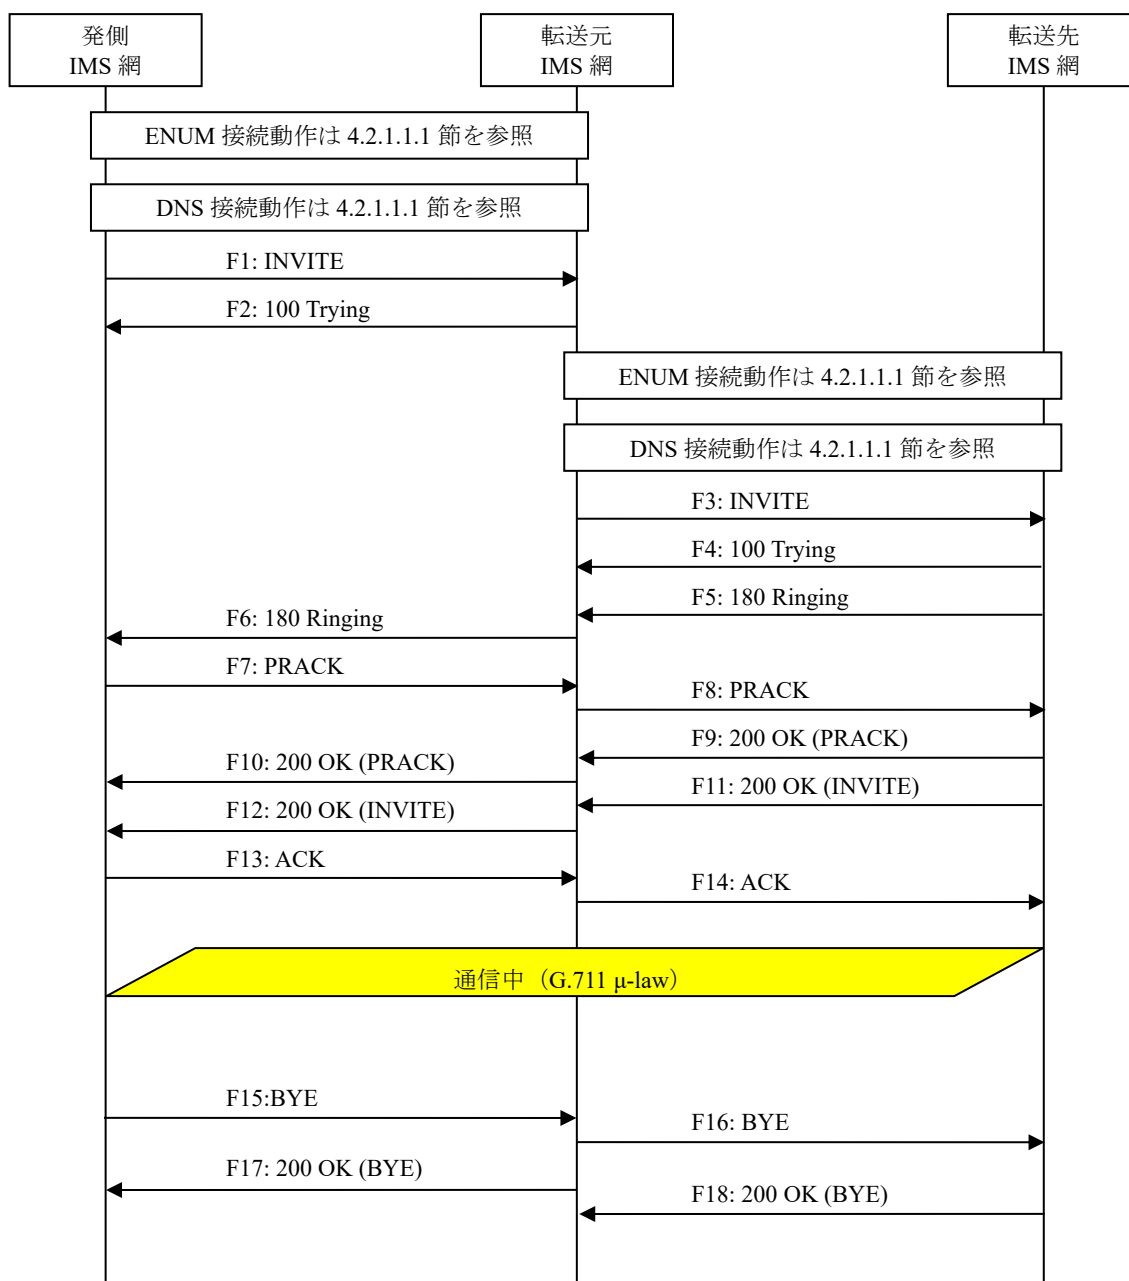 発側
IMS 網
転送元
IMS 網
転送先
IMS 網
ENUM 接続動作は 4.2.1.1.1 節を参照
DNS 接続動作は 4.2.1.1.1 節を参照
F1: INVITE
F2: 100 Trying
ENUM 接続動作は 4.2.1.1.1 節を参照
DNS 接続動作は 4.2.1.1.1 節を参照
F3: INVITE
F4: 100 Trying
F5: 180 Ringing
F6: 180 Ringing
F7: PRACK
F8: PRACK
F9: 200 OK (PRACK)
F10: 200 OK (PRACK)
F11: 200 OK (INVITE)
F12: 200 OK (INVITE)
F13: ACK
F14: ACK
通信中（G.711 μ-law）
F15:BYE
F16: BYE
F17: 200 OK (BYE)
F18: 200 OK (BYE)